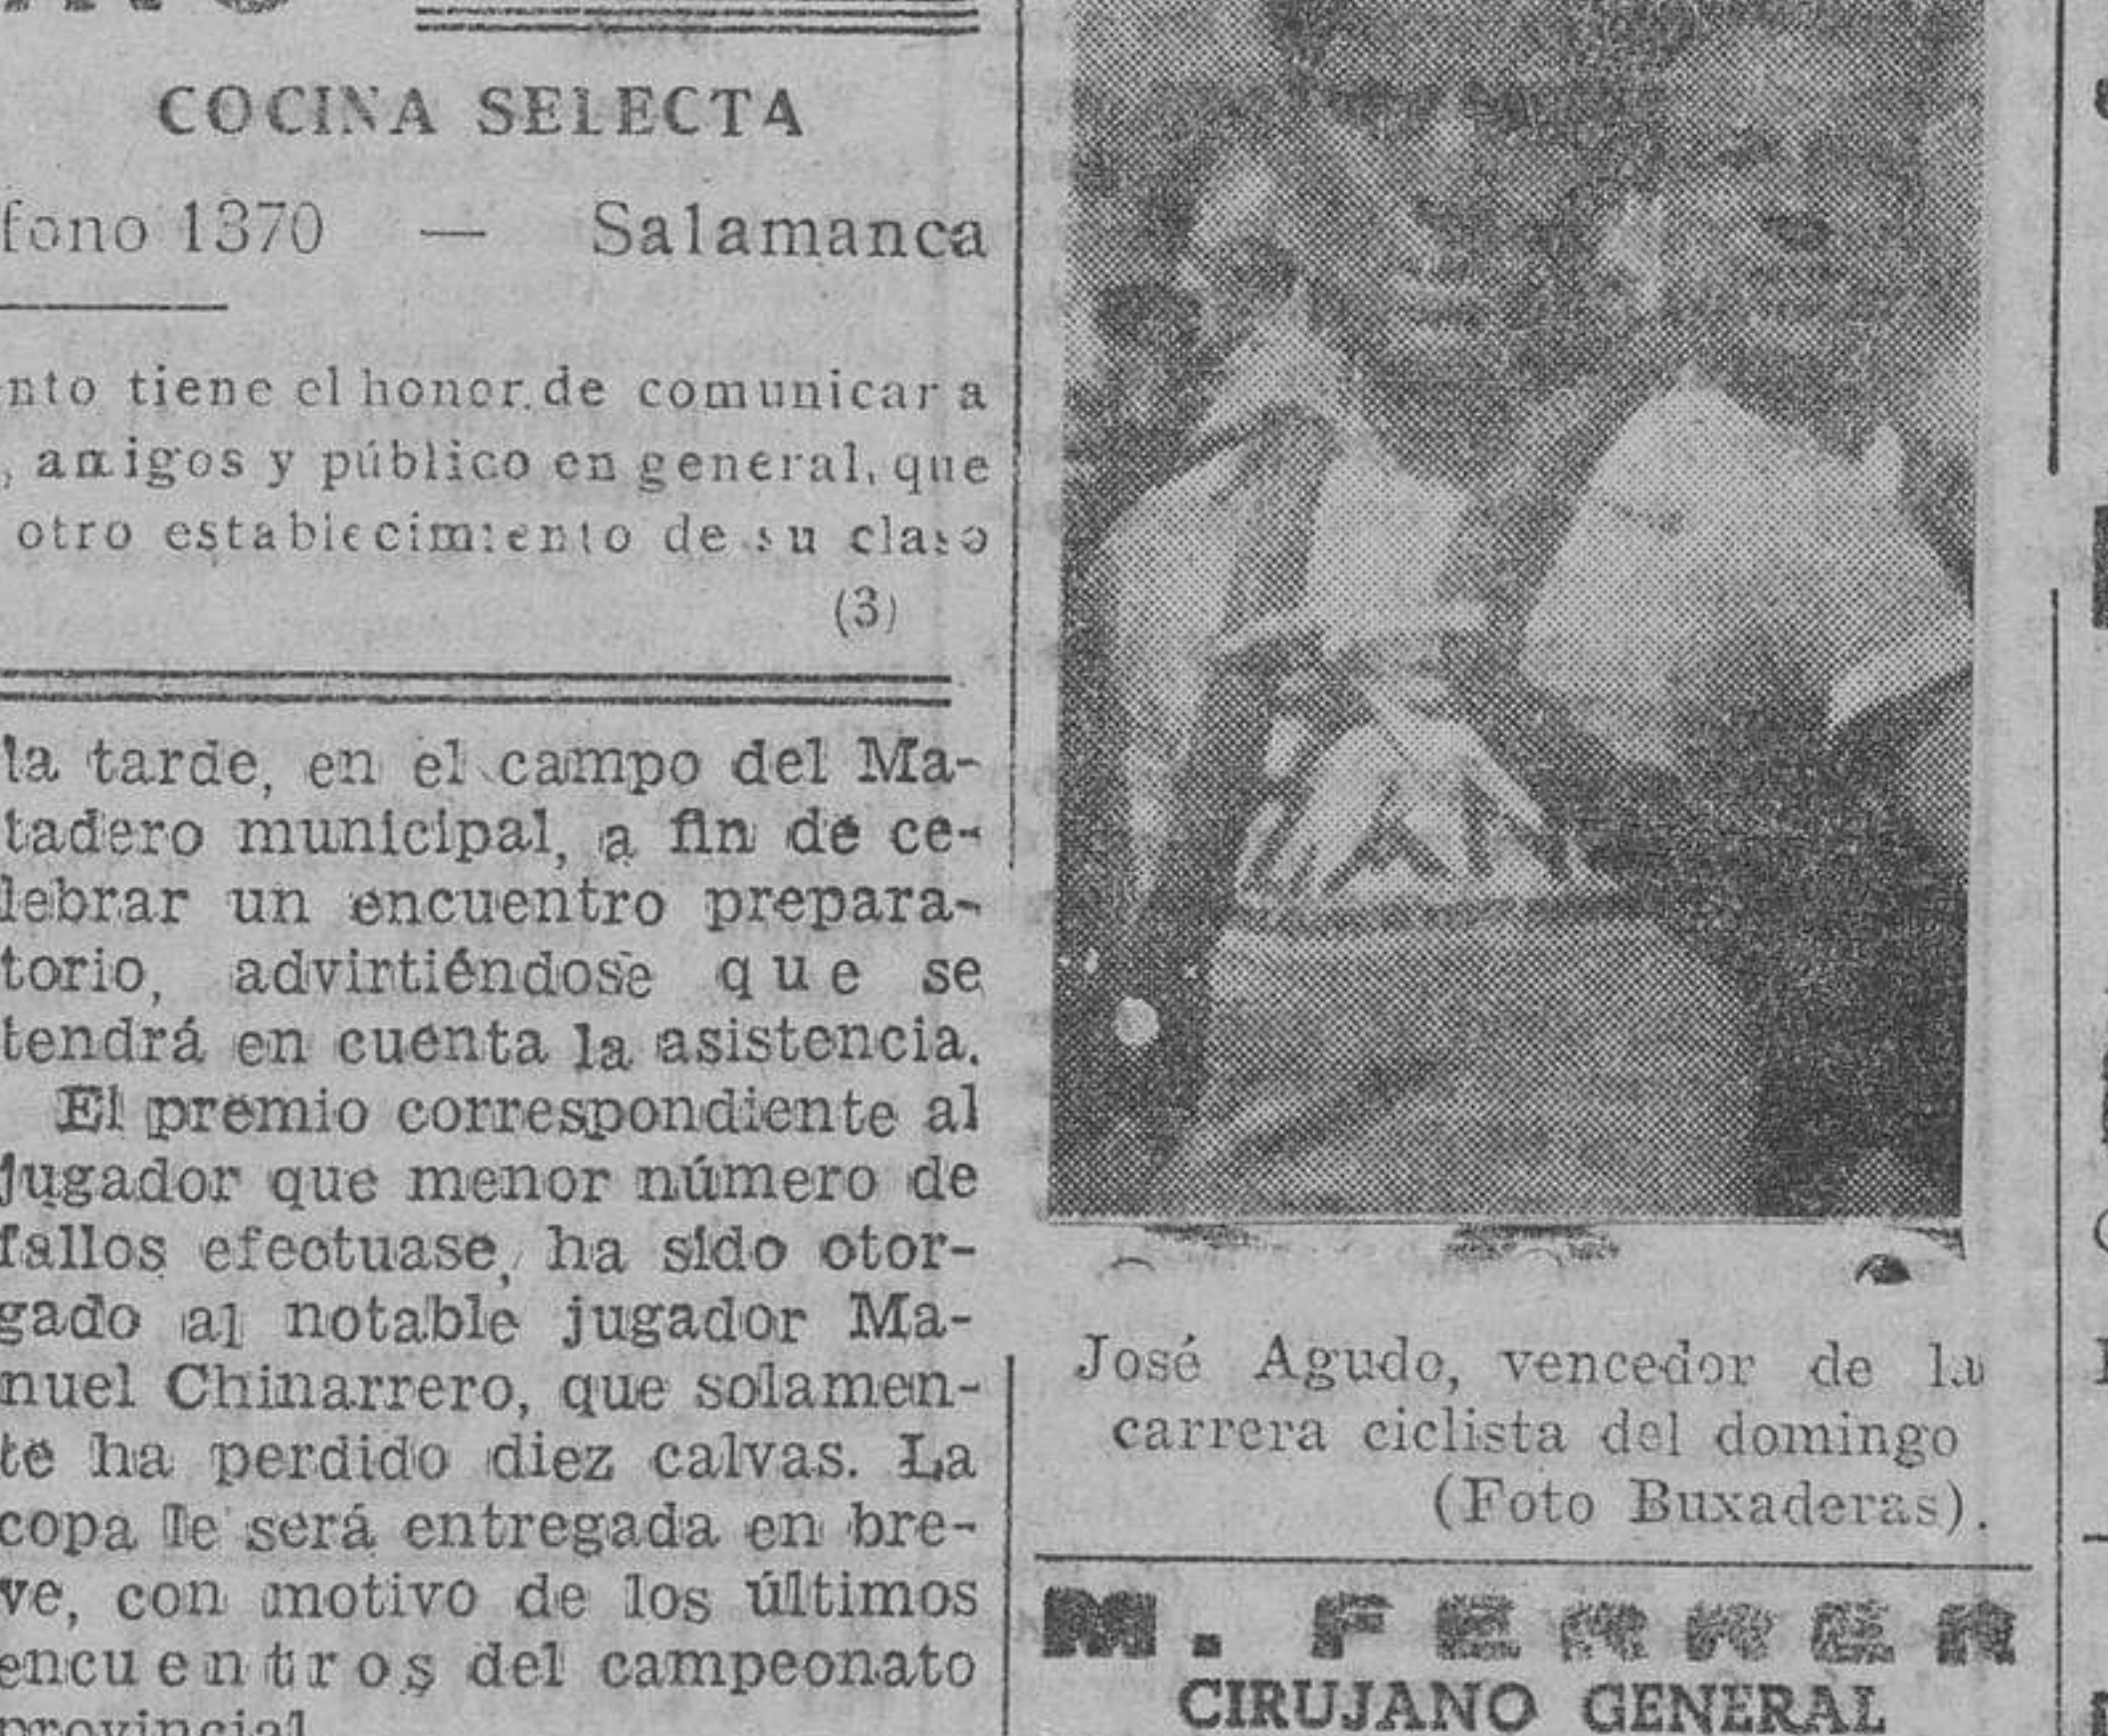 COCINA SELECTA
fono 1370 — Salamanca
nto tiene el honor de comunicar a
, amigos y público en general, que
otro establecimiento de su clase
(3)
la tarde, en el campo del Ma-
tadero municipal, a fin de ce-
lebrar un encuentro prepara-
torio, advirtiéndose que se
tendrá en cuenta la asistencia.
El premio correspondiente al
jugador que menor número de
fallos efectuase, ha sido otor-
gado al notable jugador Ma-
nuel Chinarrero, que solamen-
te ha perdido diez calvas. La
copa le será entregada en bre-
ve, con motivo de los últimos
encuentros del campeonato
provincial
José Agudo, vencedor de la
carrera ciclista del domingo
(Foto Buxaderas).
M. FERRER
CIRUJANO GENERAL